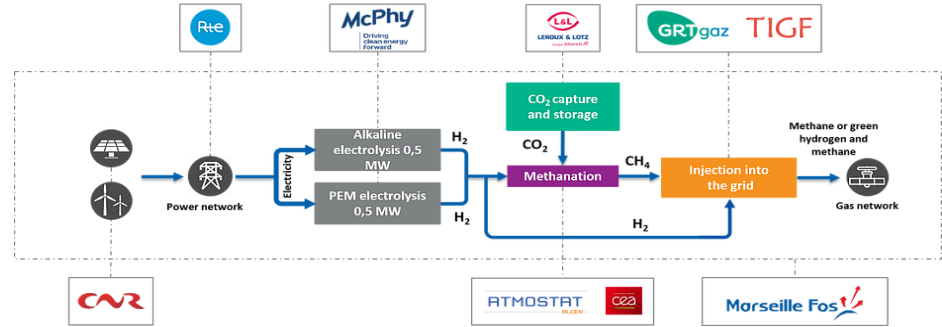 Rte
McPhy
Driving
clean energy
forward
L&L
LEROUX & LOTZ
GRTgaz
TIGF
CO₂ capture
and storage
Alkaline
electrolysis 0,5
MW
H₂
CO₂
Methane or green
hydrogen and
methane
Electricity
Methanation
CH₄
Injection into
the grid
Power network
PEM electrolysis
0,5 MW
H₂
H₂
Gas network
CNR
ATMOSTAT
ALCEN
cea
Marseille Fos